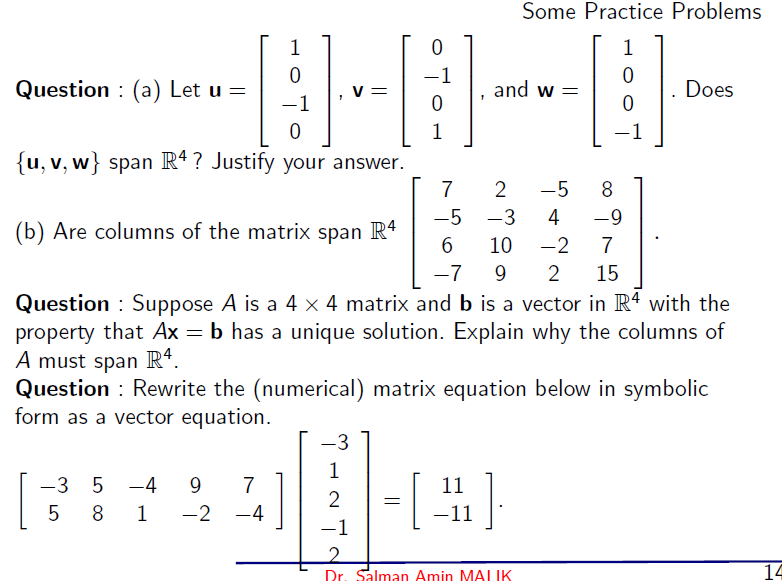 Some Practice Problems
Question : (a) Let u = [ 1 0 −1 0 ] , v = [ 0 −1 0 1 ] , and w = [ 1 0 0 −1 ] . Does
{u, v, w} span ℝ⁴ ? Justify your answer.
(b) Are columns of the matrix span ℝ⁴
7 2 −5 8
−5 −3 4 −9
6 10 −2 7
−7 9 2 15
.
Question : Suppose A is a 4 × 4 matrix and b is a vector in ℝ⁴ with the
property that Ax = b has a unique solution. Explain why the columns of
A must span ℝ⁴.
Question : Rewrite the (numerical) matrix equation below in symbolic
form as a vector equation.
[ −3 5 −4 9 7
5 8 1 −2 −4 ]
[ −3
1
2
−1
2 ]
=
[ 11
−11 ] .
Dr. Salman Amin MALIK
14